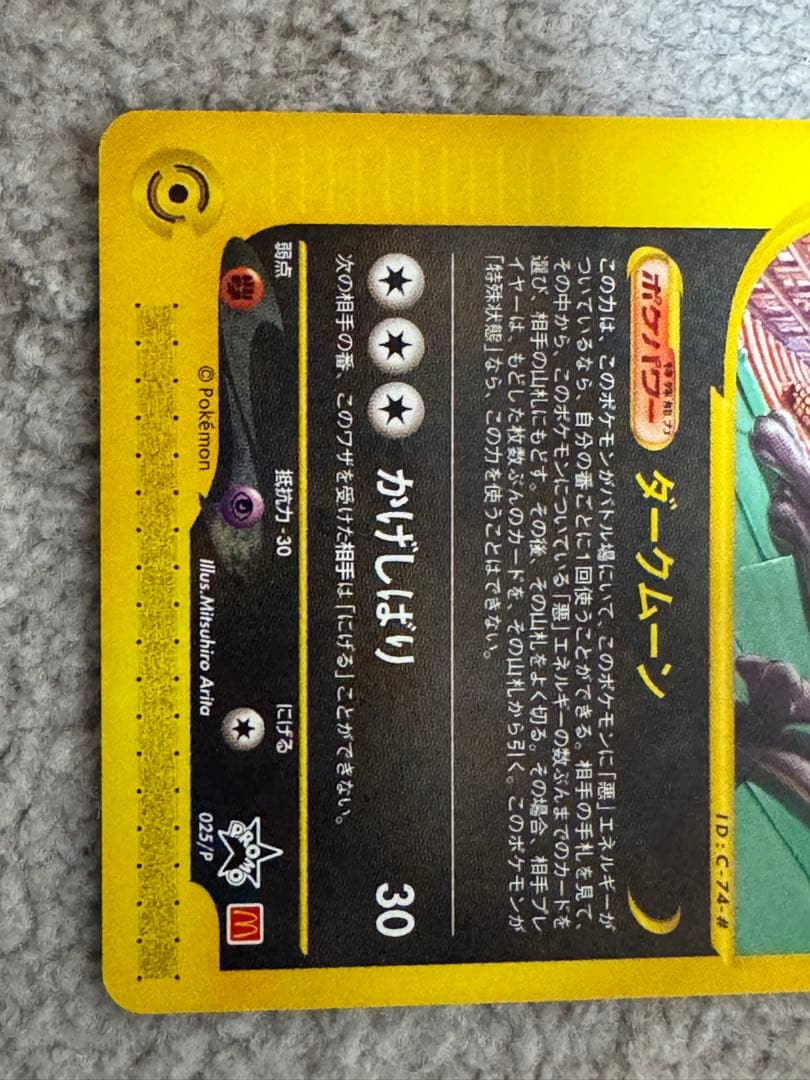 ID:C-74-#
ポケパワー
特殊能力
ダークムーン
この力は、このポケモンがバトル場にいて、このポケモンに「悪」エネルギーが
ついているなら、自分の番ごとに1回使うことができる。相手の手札を見て、
その中から、このポケモンについている「悪」エネルギーの数ぶんまでのカードを
選び、相手の山札にもどす。その後、その山札をよく切る。その場合、相手プレ
イヤーは、もどした枚数ぶんのカードを、その山札から引く。このポケモンが
「特殊状態」なら、この力を使うことはできない。
かげしばり 30
次の相手の番、このワザを受けた相手は「にげる」ことができない。
弱点 抵抗力 -30 にげる
© Pokémon Illus.Mitsuhiro Arita 025/P
PROMO